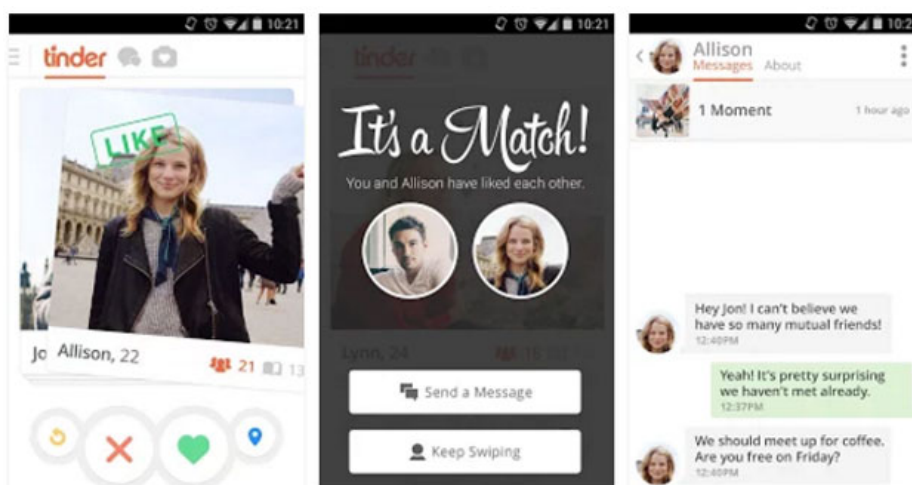 10:21
tinder
LIKE
Jo
Allison, 22
21
13
10:21
tinder
It's a Match!
You and Allison have liked each other.
Lynn, 24
Send a Message
Keep Swiping
10:2
Allison
Messages About
1 Moment
1 hour ago
Hey Jon! I can't believe we
have so many mutual friends!
12:40PM
Yeah! It's pretty surprising
we haven't met already.
12:37PM
We should meet up for coffee.
Are you free on Friday?
12:40PM